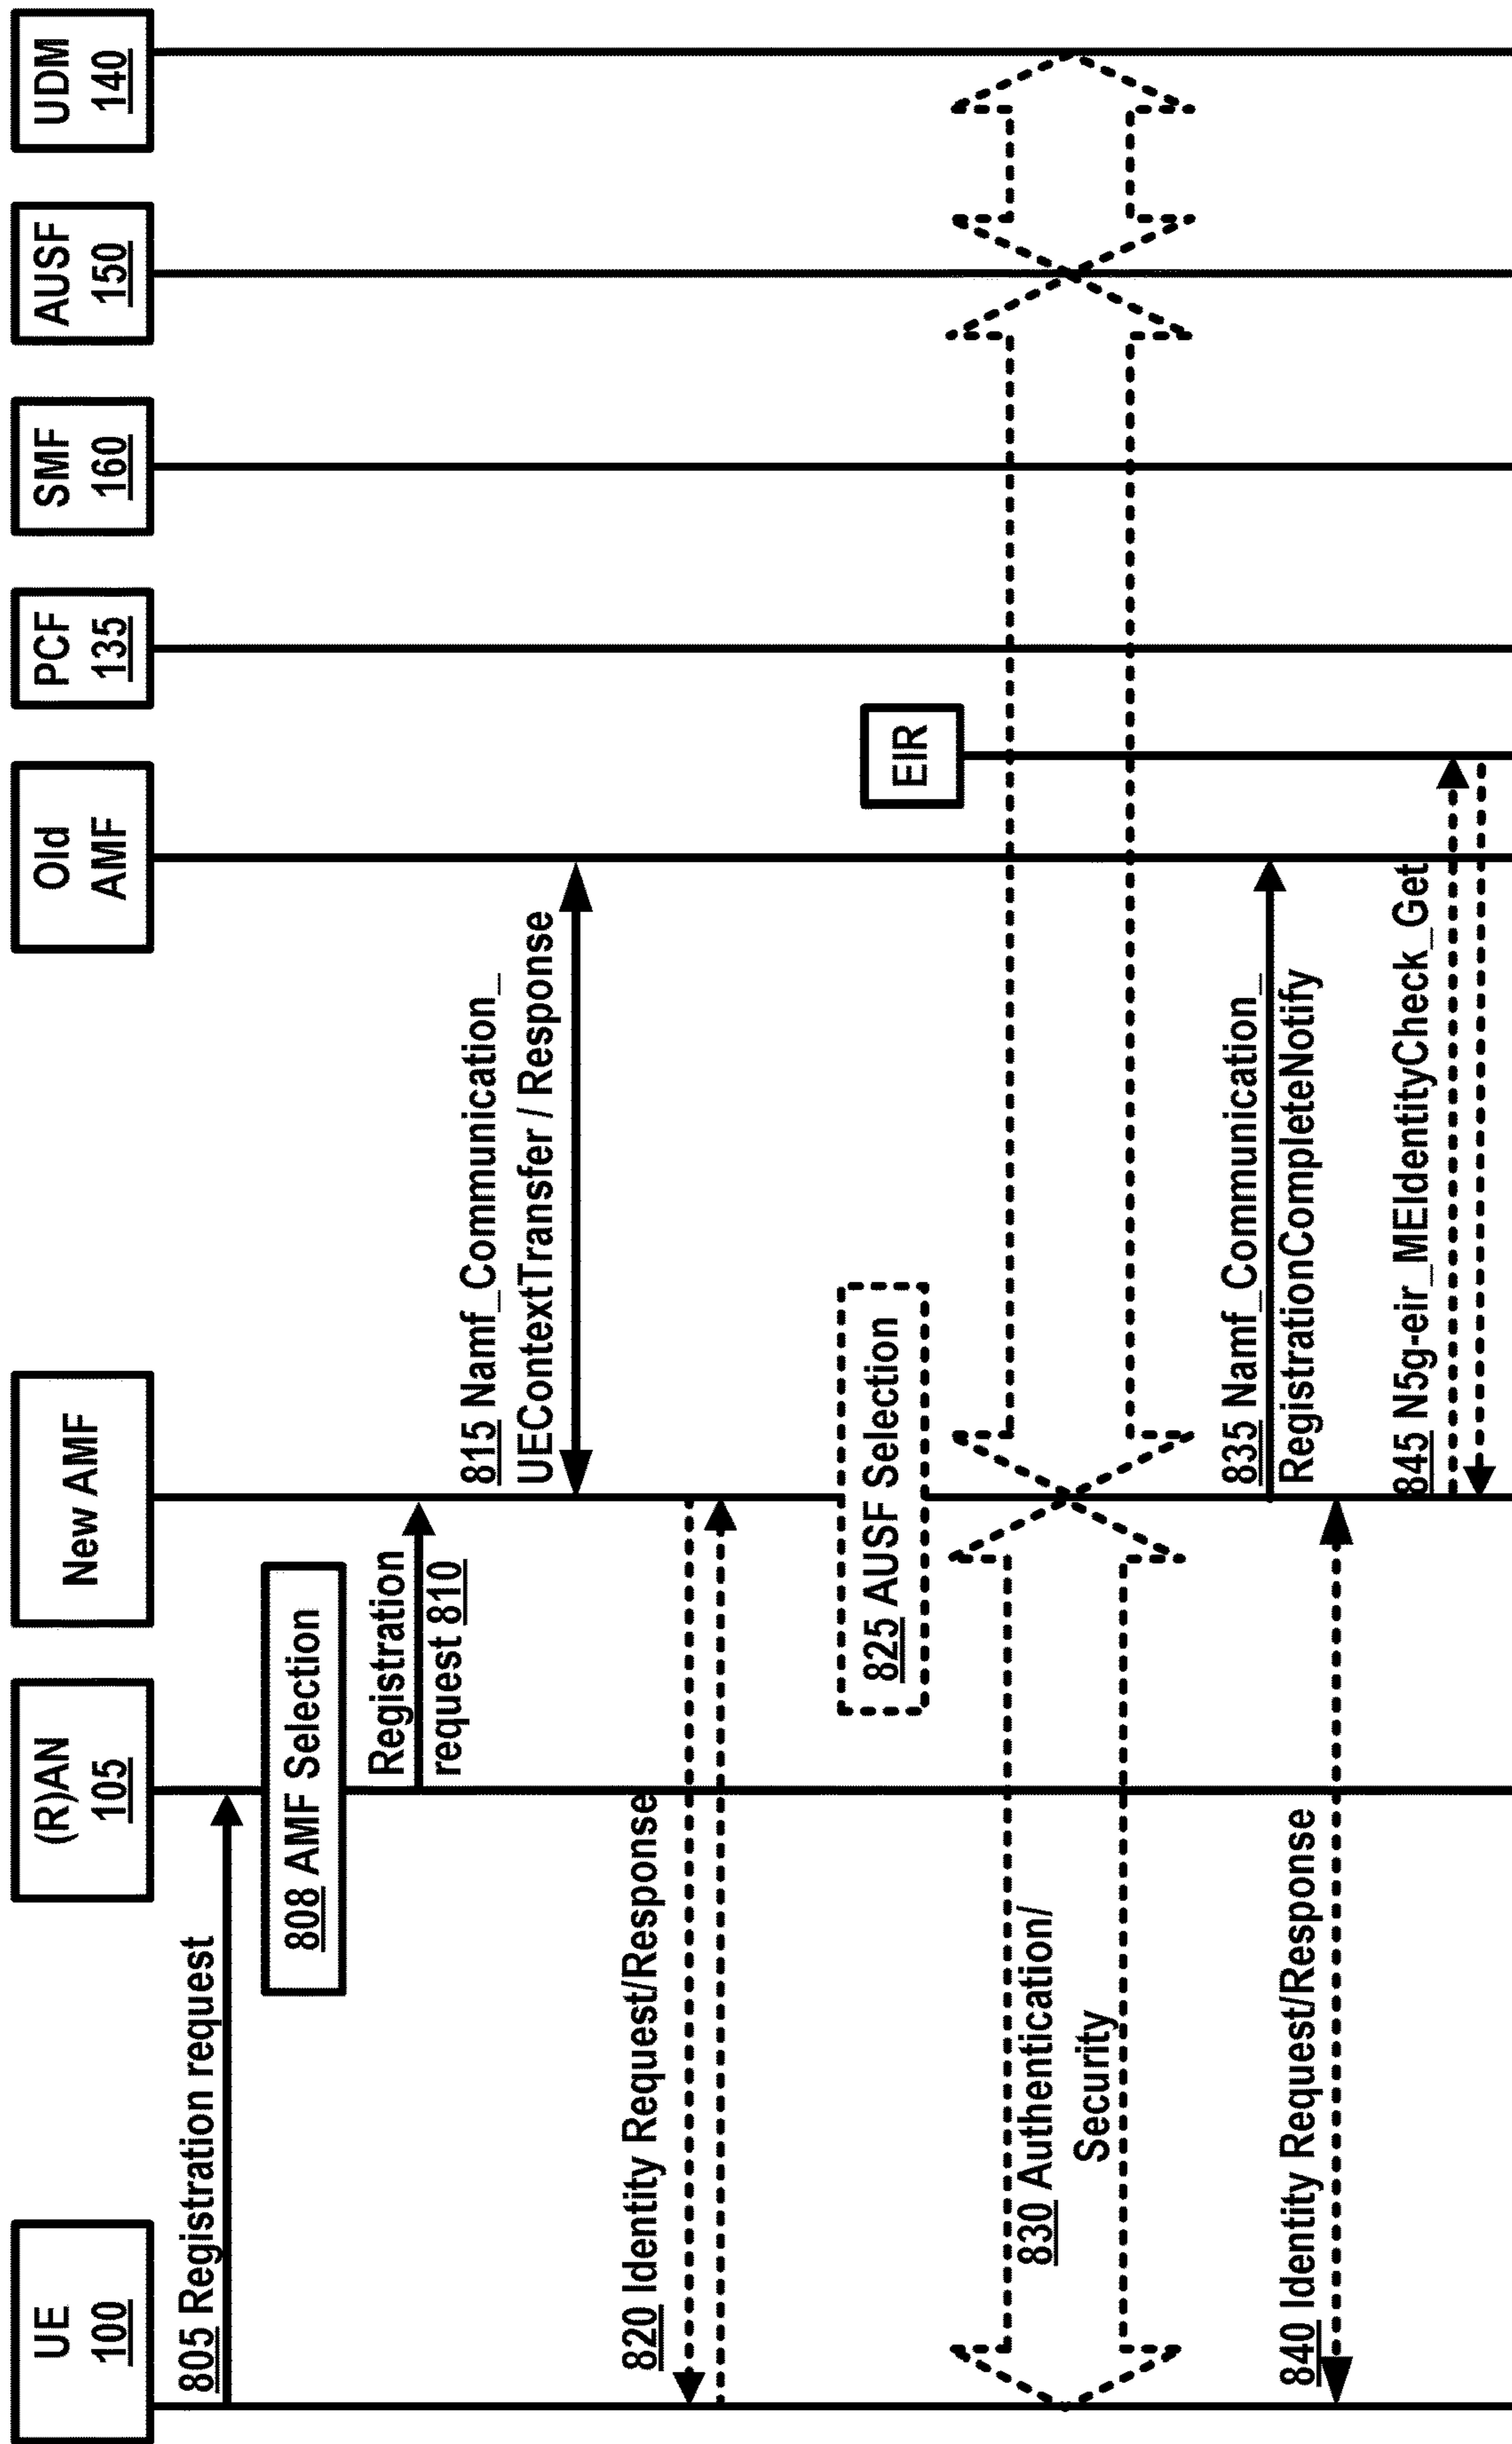 UE
100
(R)AN
105
New AMF
Old
AMF
PCF
135
SMF
160
AUSF
150
UDM
140
805 Registration request
808 AMF Selection
Registration
request 810
815 Namf_Communication_
UEContextTransfer / Response
820 Identity Request/Response
825 AUSF Selection
EIR
830 Authentication/
Security
835 Namf_Communication_
RegistrationCompleteNotify
840 Identity Request/Response
845 N5g-eir_MEIdentityCheck_Get